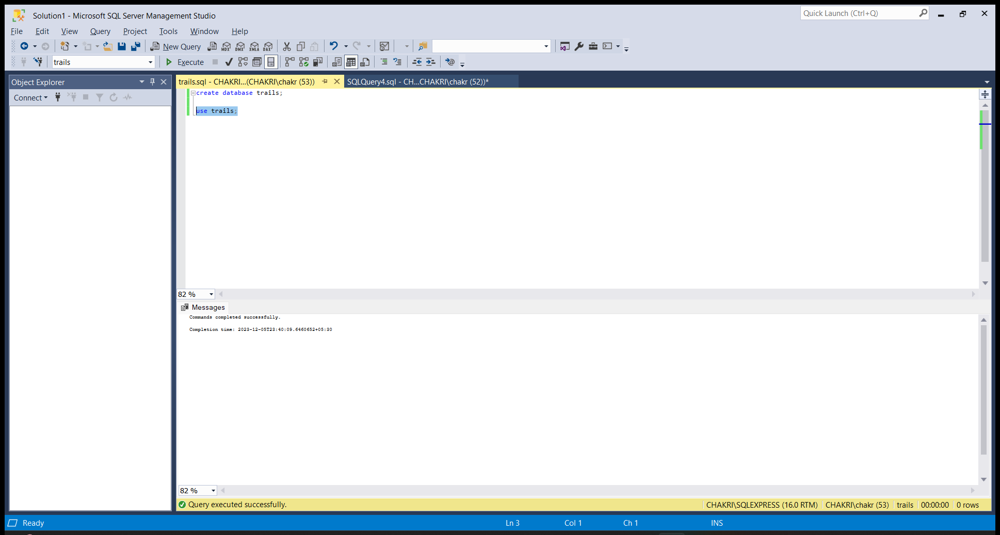 Solution1 - Microsoft SQL Server Management Studio
Quick Launch (Ctrl+Q)
File Edit View Query Project Tools Window Help
New Query MDX DMX XMLA DAX
trails Execute
Object Explorer
Connect
trails.sql - CHAKRI...(CHAKRI\chakr (53)) SQLQuery4.sql - CH...CHAKRI\chakr (52))*
create database trails;
use trails;
82 %
Messages
Commands completed successfully.
Completion time: 2023-12-05T23:40:09.6460652+05:30
82 %
Query executed successfully. CHAKRI\SQLEXPRESS (16.0 RTM) CHAKRI\chakr (53) trails 00:00:00 0 rows
Ready Ln 3 Col 1 Ch 1 INS